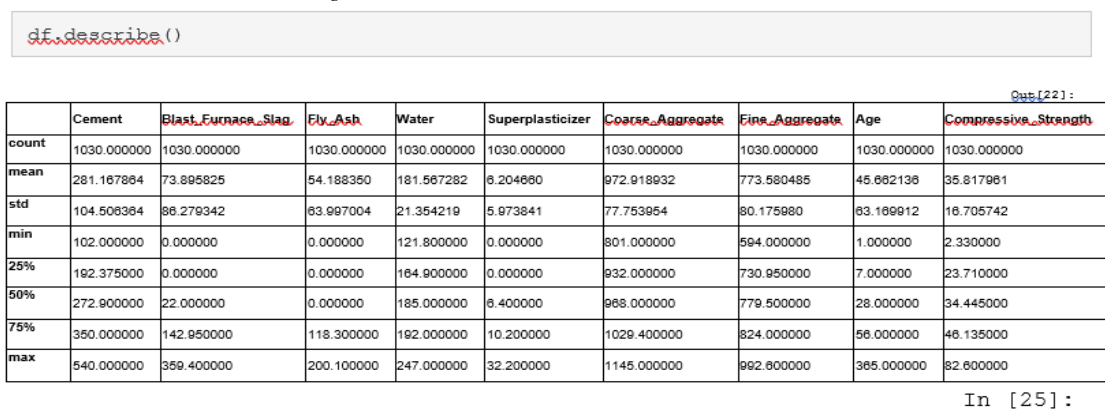 df.describe()
Out[22]:
Cement Blast_Furnace_Slag Fly_Ash Water Superplasticizer Coarse_Aggregate Fine_Aggregate Age Compressive_Strength
count 1030.000000 1030.000000 1030.000000 1030.000000 1030.000000 1030.000000 1030.000000 1030.000000 1030.000000
mean 281.167864 73.895825 54.188350 181.567282 6.204660 972.918932 773.580485 45.662136 35.817961
std 104.506364 86.279342 63.997004 21.354219 5.973841 77.753954 80.175980 63.169912 16.705742
min 102.000000 0.000000 0.000000 121.800000 0.000000 801.000000 594.000000 1.000000 2.330000
25% 192.375000 0.000000 0.000000 164.900000 0.000000 932.000000 730.950000 7.000000 23.710000
50% 272.900000 22.000000 0.000000 185.000000 6.400000 968.000000 779.500000 28.000000 34.445000
75% 350.000000 142.950000 118.300000 192.000000 10.200000 1029.400000 824.000000 56.000000 46.135000
max 540.000000 359.400000 200.100000 247.000000 32.200000 1145.000000 992.600000 365.000000 82.600000
In [25]: